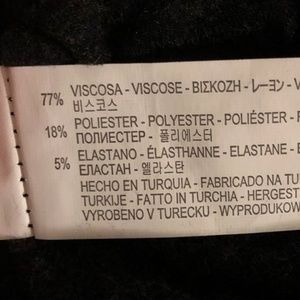 77% VISCOSA - VISCOSE - ΒΙΣΚΟΖΗ - レーヨン -
비스코스
18% POLIESTER - POLYESTER - POLIÉSTER -
ПОЛИЕСТЕР - 폴리에스터
5% ELASTANO - ÉLASTHANNE - ELASTANE -
ЕЛАСТАН - 엘라스탄
HECHO EN TURQUIA - FABRICADO NA
TURKIJE - FATTO IN TURCHIA -
VYROBENO V TURECKU -